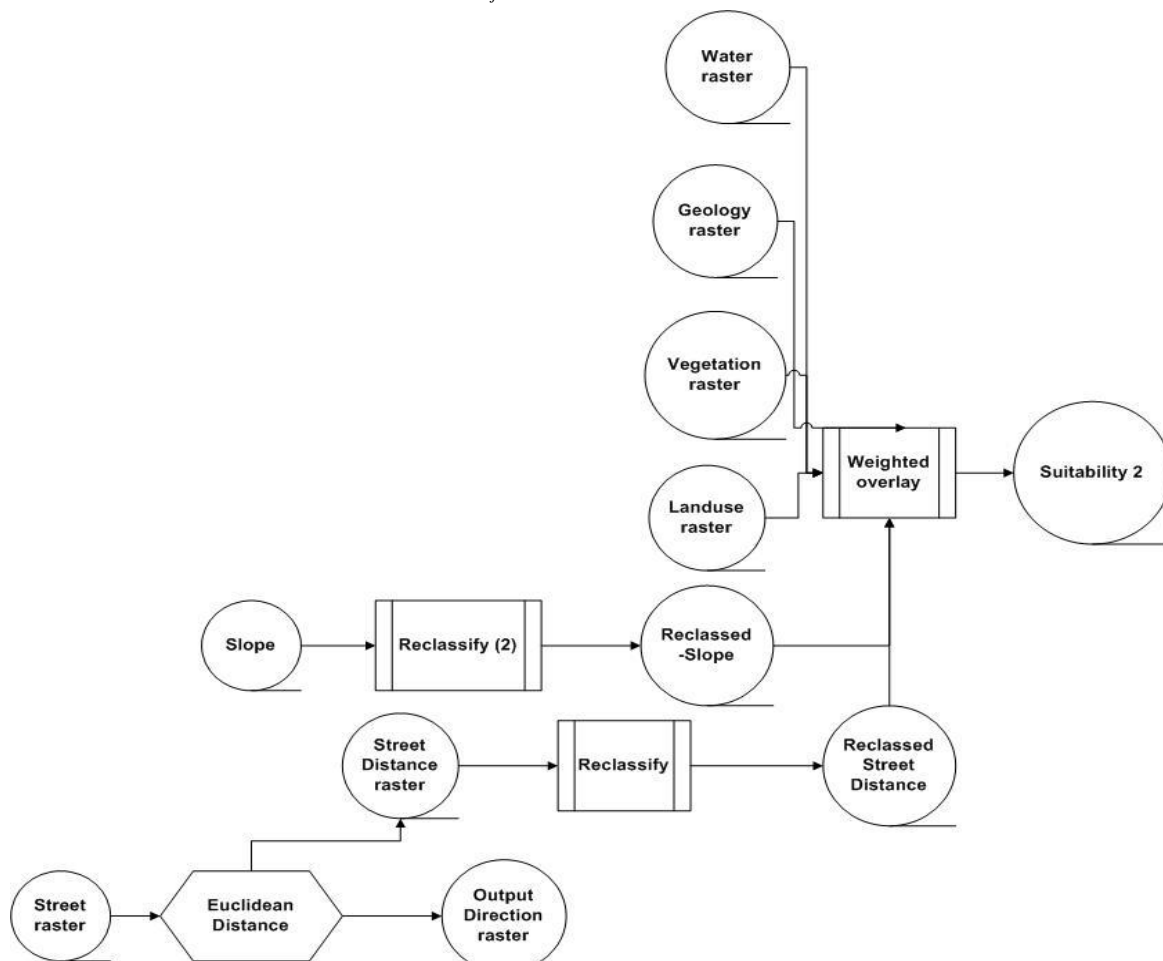 Water
raster
Geology
raster
Vegetation
raster
Weighted
overlay
Suitability 2
Landuse
raster
Slope
Reclassify (2)
Reclassed
-Slope
Street
Distance
raster
Reclassify
Reclassed
Street
Distance
Street
raster
Euclidean
Distance
Output
Direction
raster